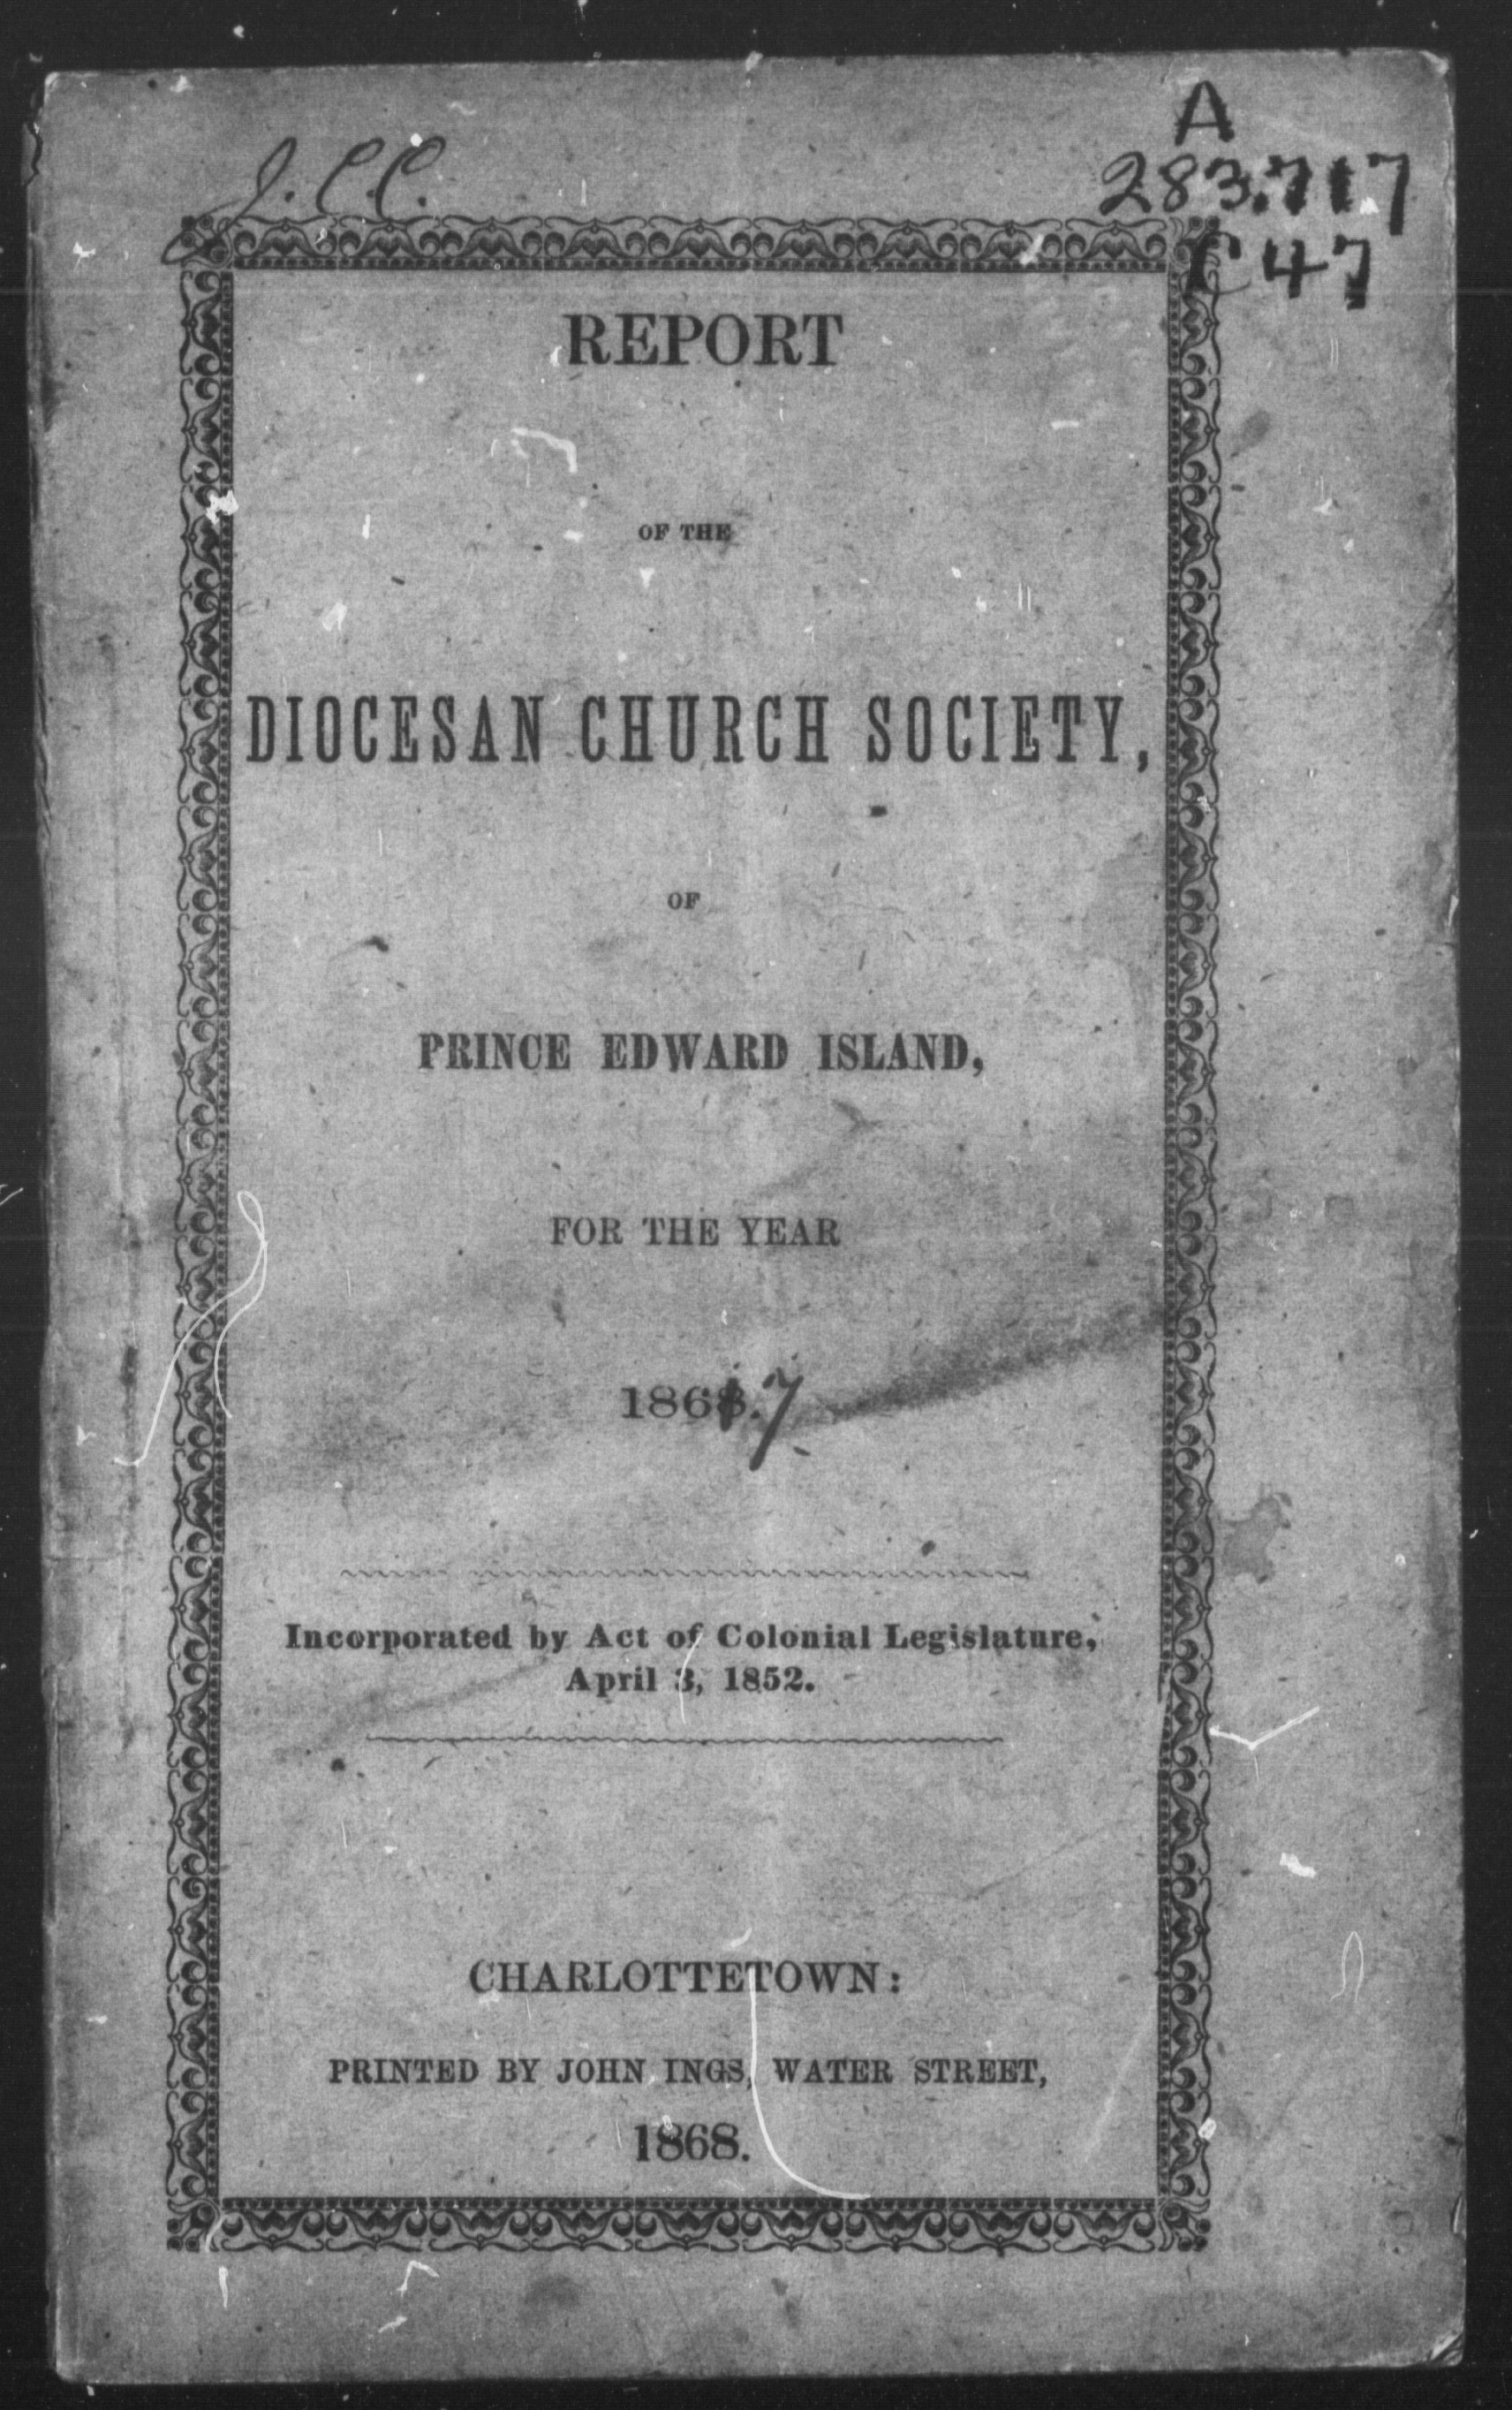 J. C. C.
A
283.717
C47
REPORT
OF THE
DIOCESAN CHURCH SOCIETY,
OF
PRINCE EDWARD ISLAND,
FOR THE YEAR
1868. 7
Incorporated by Act of Colonial Legislature,
April 3, 1852.
CHARLOTTETOWN:
PRINTED BY JOHN INGS, WATER STREET,
1868.